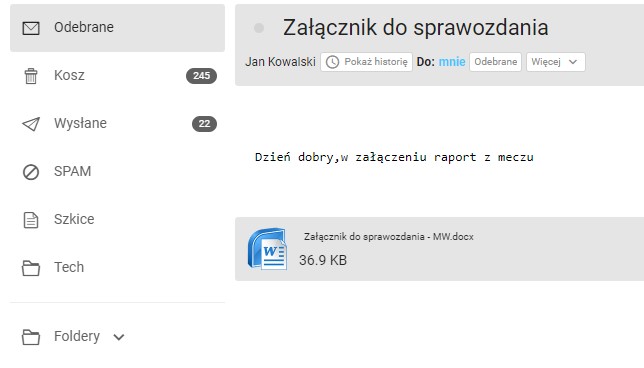 Odebrane
Kosz 245
Wysłane 22
SPAM
Szkice
Tech
Foldery
Załącznik do sprawozdania
Jan Kowalski Pokaż historię Do: mnie Odebrane Więcej
Dzień dobry,w załączeniu raport z meczu
W
Załącznik do sprawozdania - MW.docx
36.9 KB